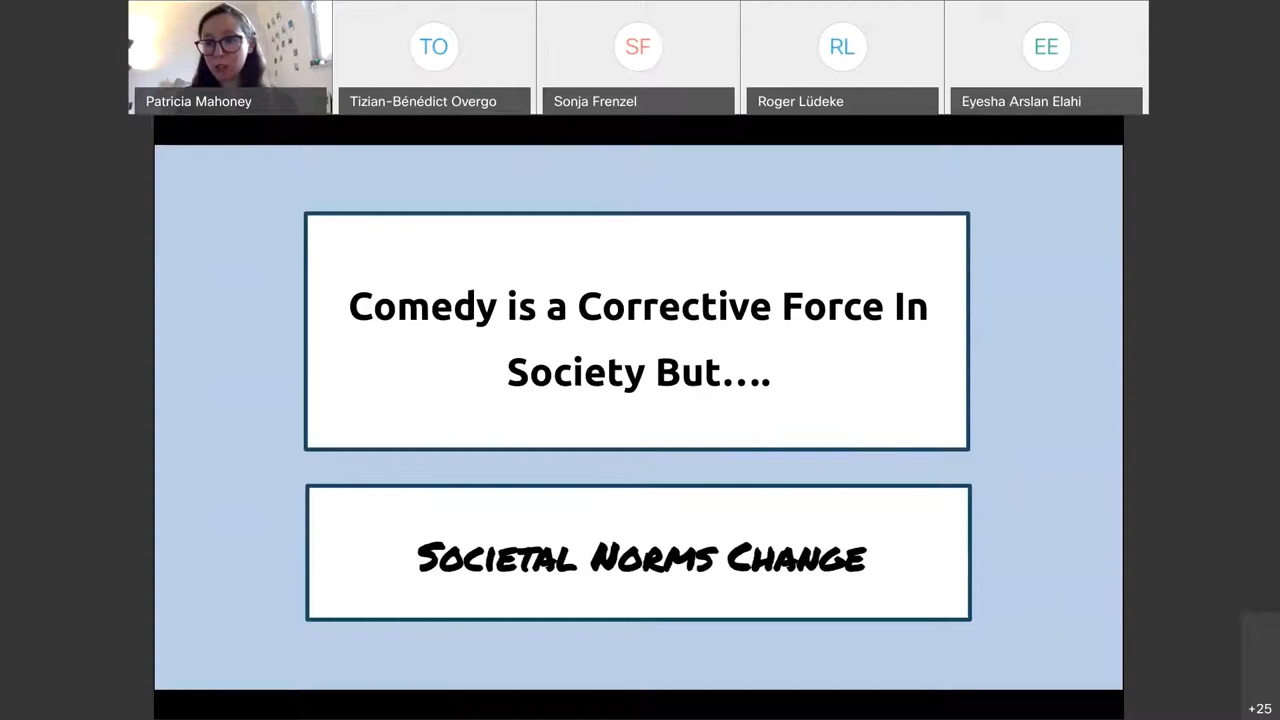 TO
SF
RL
EE
Patricia Mahoney
Tizian-Bénédict Overgo
Sonja Frenzel
Roger Lüdeke
Eyesha Arslan Elahi
Comedy is a Corrective Force In
Society But....
Societal Norms Change
+25